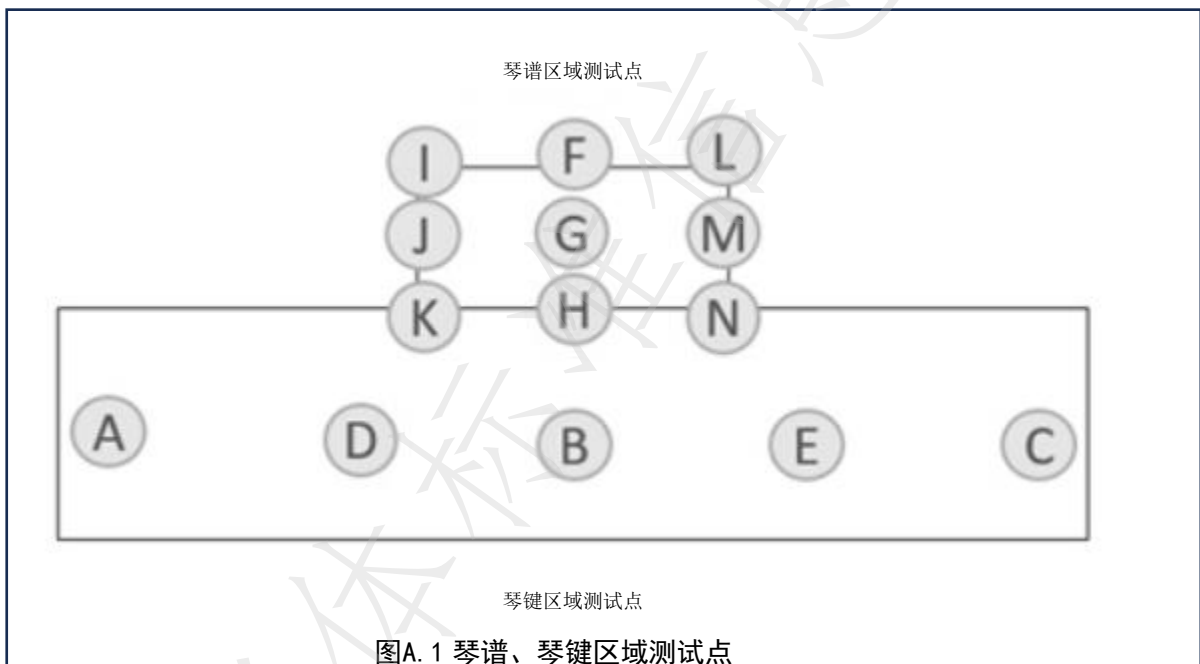 琴谱区域测试点
I F L
J G M
K H N
A D B E C
琴键区域测试点
图A.1 琴谱、琴键区域测试点